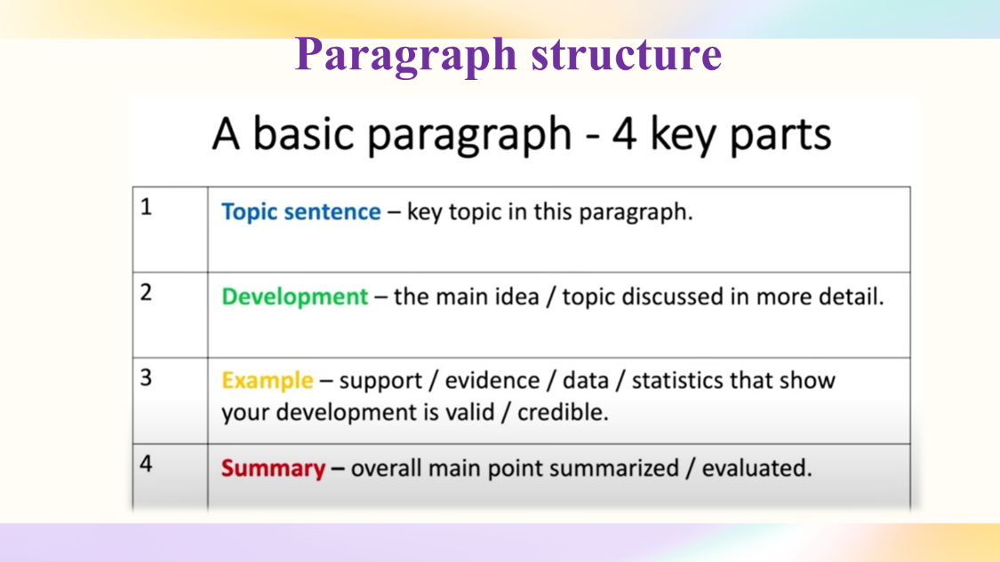 Paragraph structure
A basic paragraph - 4 key parts
1
Topic sentence – key topic in this paragraph.
2
Development – the main idea / topic discussed in more detail.
3
Example – support / evidence / data / statistics that show
your development is valid / credible.
4
Summary – overall main point summarized / evaluated.